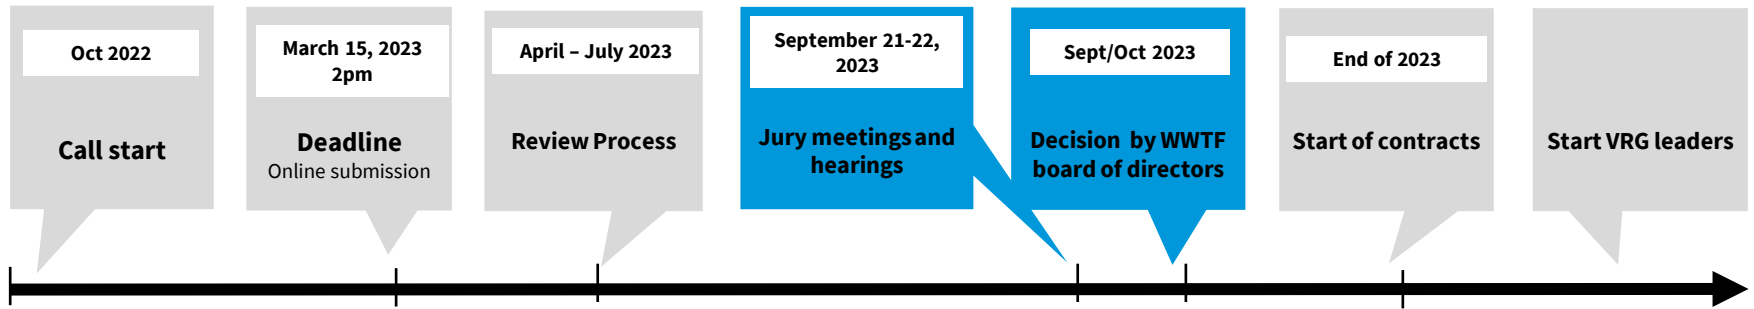 Oct 2022
Call start
March 15, 2023
2pm
Deadline
Online submission
April – July 2023
Review Process
September 21-22,
2023
Jury meetings and
hearings
Sept/Oct 2023
Decision by WWTF
board of directors
End of 2023
Start of contracts
Start VRG leaders